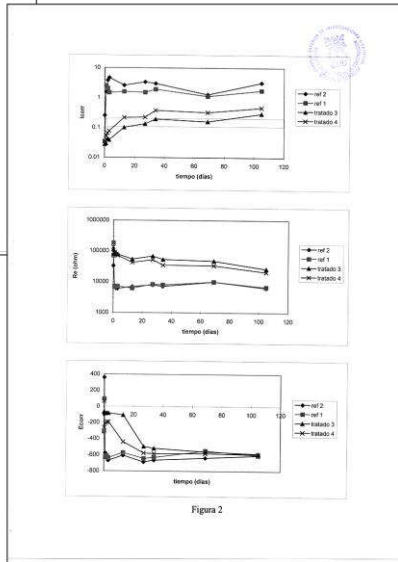 10
1
0.1
0.01
Icorr
0 20 40 60 80 100 120
tiempo (días)
ref 2
ref 1
tratado 3
tratado 4
1000000
100000
10000
1000
Re (ohm)
0 20 40 60 80 100 120
tiempo (días)
ref 2
ref 1
tratado 3
tratado 4
400
200
0
-200
-400
-600
-800
Ecorr
20 40 60 80 100 120
tiempo (días)
ref 2
ref 1
tratado 3
tratado 4
Figura 2